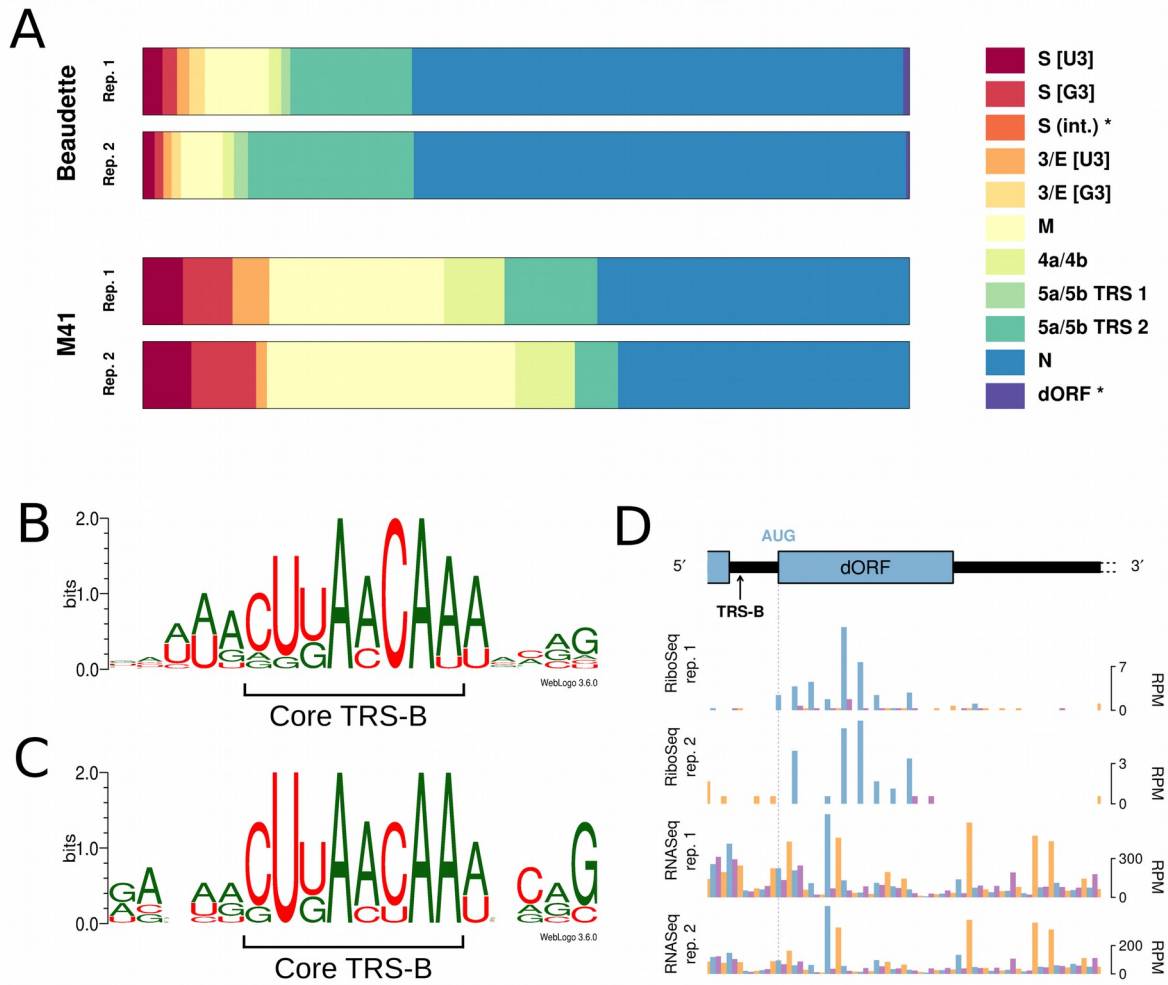 A
Beaudette
Rep. 1
Rep. 2
M41
Rep. 1
Rep. 2
S [U3]
S [G3]
S (int.) *
3/E [U3]
3/E [G3]
M
4a/4b
5a/5b TRS 1
5a/5b TRS 2
N
dORF *
B
bits
2.0
1.0
0.0
WebLogo 3.6.0
Core TRS-B
C
bits
2.0
1.0
0.0
WebLogo 3.6.0
Core TRS-B
D
AUG
5′
dORF
3′
TRS-B
RiboSeq
rep. 1
7
0
RPM
RiboSeq
rep. 2
3
0
RPM
RNASeq
rep. 1
300
0
RPM
RNASeq
rep. 2
200
0
RPM